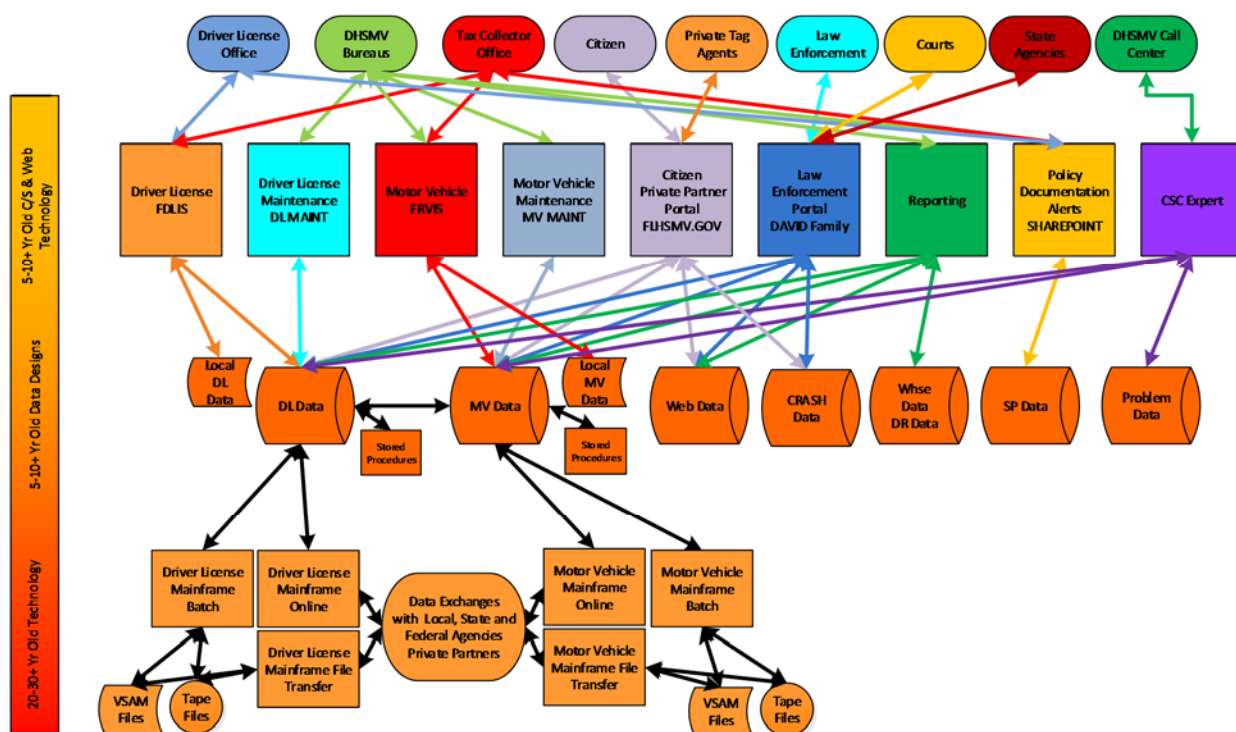 Driver License
Office
DHSMV
Bureaus
Tax Collector
Office
Citizen
Private Tag
Agents
Law
Enforcement
Courts
State
Agencies
DHSMV Call
Center
5-10+ Yr Old C/S & Web
Technology
5-10+ Yr Old Data Designs
20-30+ Yr Old Technology
Driver License
FDLIS
Driver License
Maintenance
DL MAINT
Motor Vehicle
FRVIS
Motor Vehicle
Maintenance
MV MAINT
Citizen
Private Partner
Portal
FLHSMV.GOV
Law
Enforcement
Portal
DAVID Family
Reporting
Policy
Documentation
Alerts
SHAREPOINT
CSC Expert
Local
DL
Data
DL Data
Stored
Procedures
MV Data
Local
MV
Data
Stored
Procedures
Web Data
CRASH
Data
Whse
Data
DR Data
SP Data
Problem
Data
Driver License
Mainframe
Batch
Driver License
Mainframe
Online
Data Exchanges
with Local, State and
Federal Agencies
Private Partners
Motor Vehicle
Mainframe
Online
Motor Vehicle
Mainframe
Batch
Driver License
Mainframe File
Transfer
Motor Vehicle
Mainframe File
Transfer
VSAM
Files
Tape
Files
VSAM
Files
Tape
Files